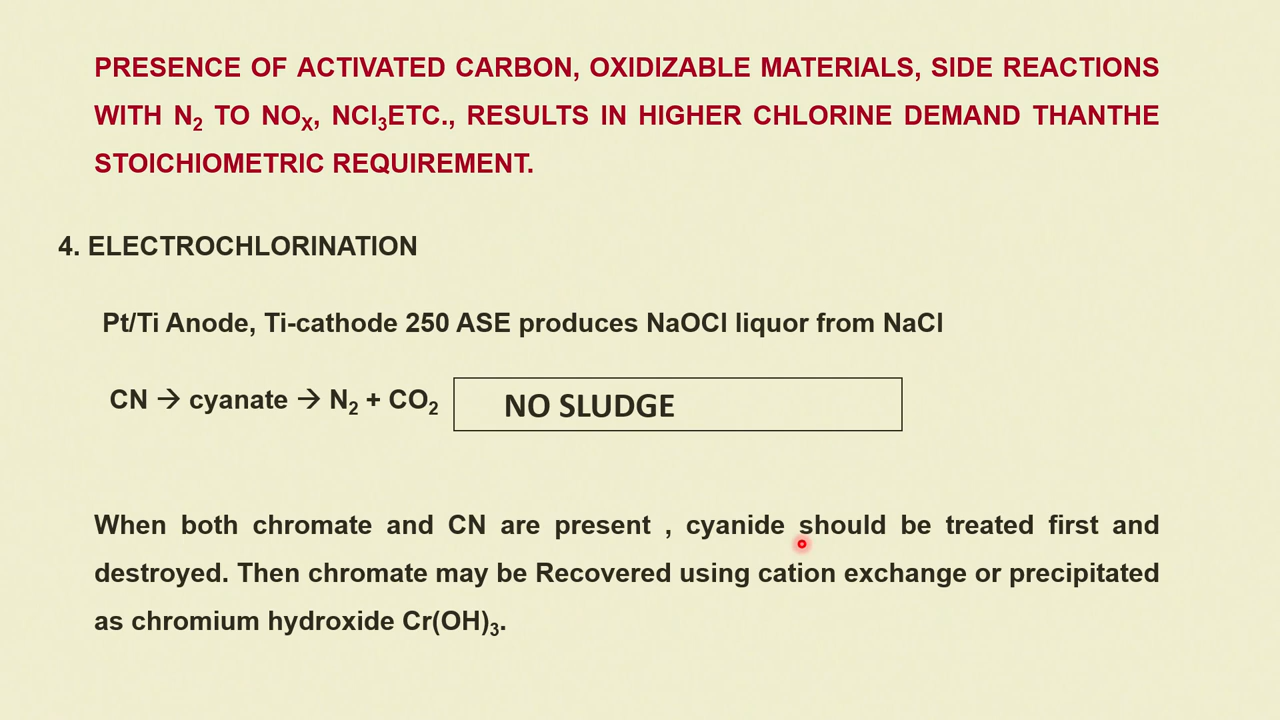 PRESENCE OF ACTIVATED CARBON, OXIDIZABLE MATERIALS, SIDE REACTIONS
WITH N₂ TO NOₓ, NCl₃ETC., RESULTS IN HIGHER CHLORINE DEMAND THANTHE
STOICHIOMETRIC REQUIREMENT.
4. ELECTROCHLORINATION
Pt/Ti Anode, Ti-cathode 250 ASE produces NaOCl liquor from NaCl
CN → cyanate → N₂ + CO₂ NO SLUDGE
When both chromate and CN are present , cyanide should be treated first and
destroyed. Then chromate may be Recovered using cation exchange or precipitated
as chromium hydroxide Cr(OH)₃.